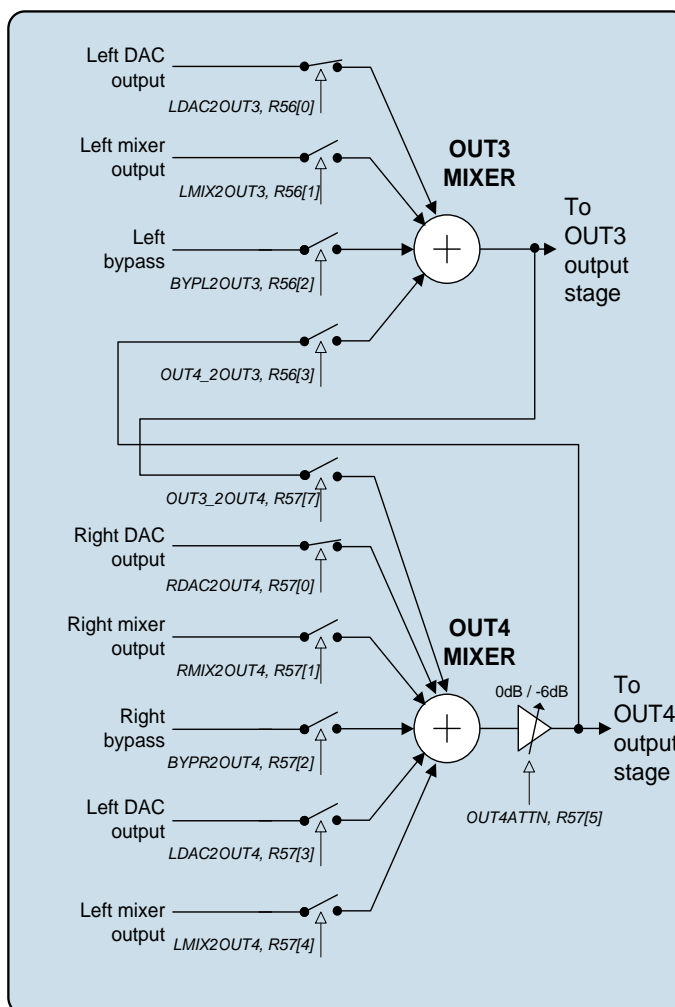 Left DAC
output
LDAC2OUT3, R56[0]
Left mixer
output
LMIX2OUT3, R56[1]
OUT3
MIXER
Left
bypass
BYPL2OUT3, R56[2]
To
OUT3
output
stage
OUT4_2OUT3, R56[3]
OUT3_2OUT4, R57[7]
Right DAC
output
RDAC2OUT4, R57[0]
Right mixer
output
RMIX2OUT4, R57[1]
OUT4
MIXER
Right
bypass
BYPR2OUT4, R57[2]
0dB / -6dB
To
OUT4
output
stage
OUT4ATTN, R57[5]
Left DAC
output
LDAC2OUT4, R57[3]
Left mixer
output
LMIX2OUT4, R57[4]